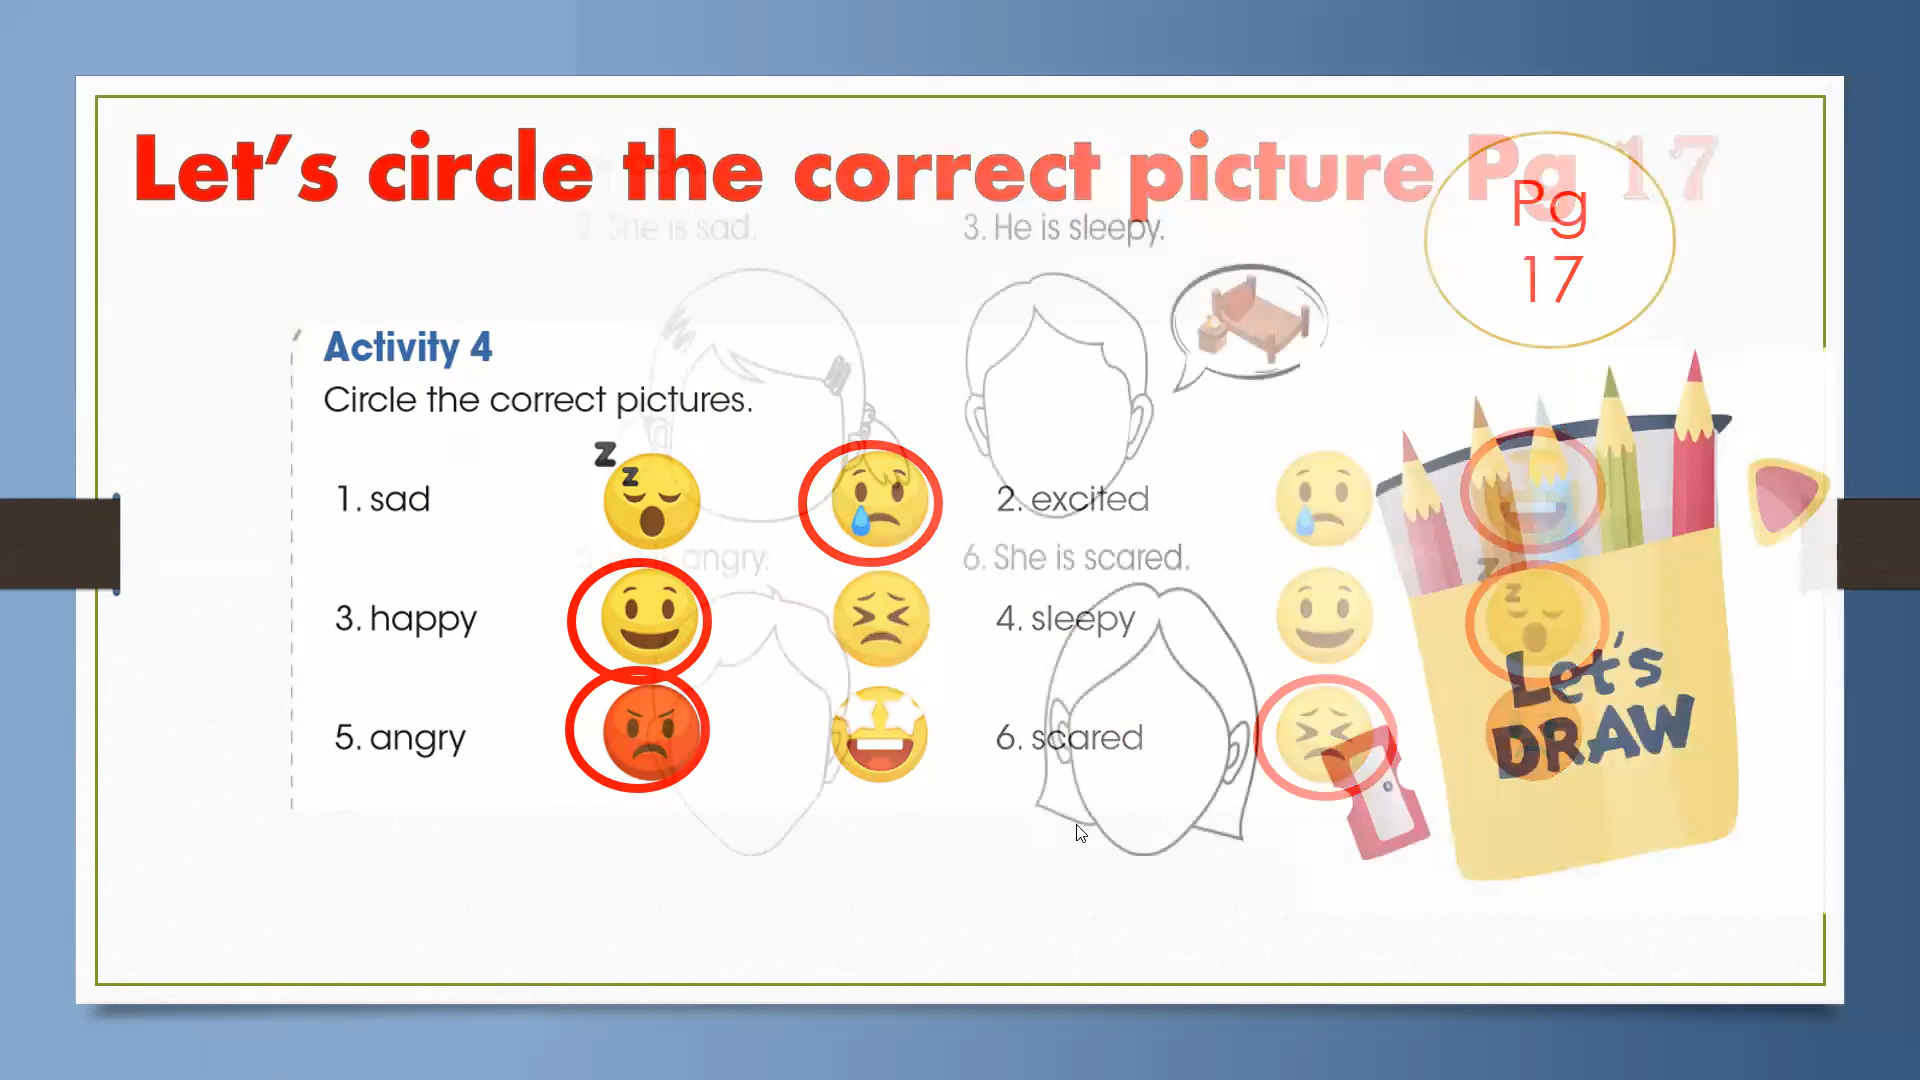 Let's circle the correct picture Pg 17
Pg
17
2. She is sad.
3. He is sleepy.
Activity 4
Circle the correct pictures.
z
z
1. sad
2. excited
angry.
6. She is scared.
z
z
3. happy
4. sleepy
Let's
DRAW
5. angry
6. scared